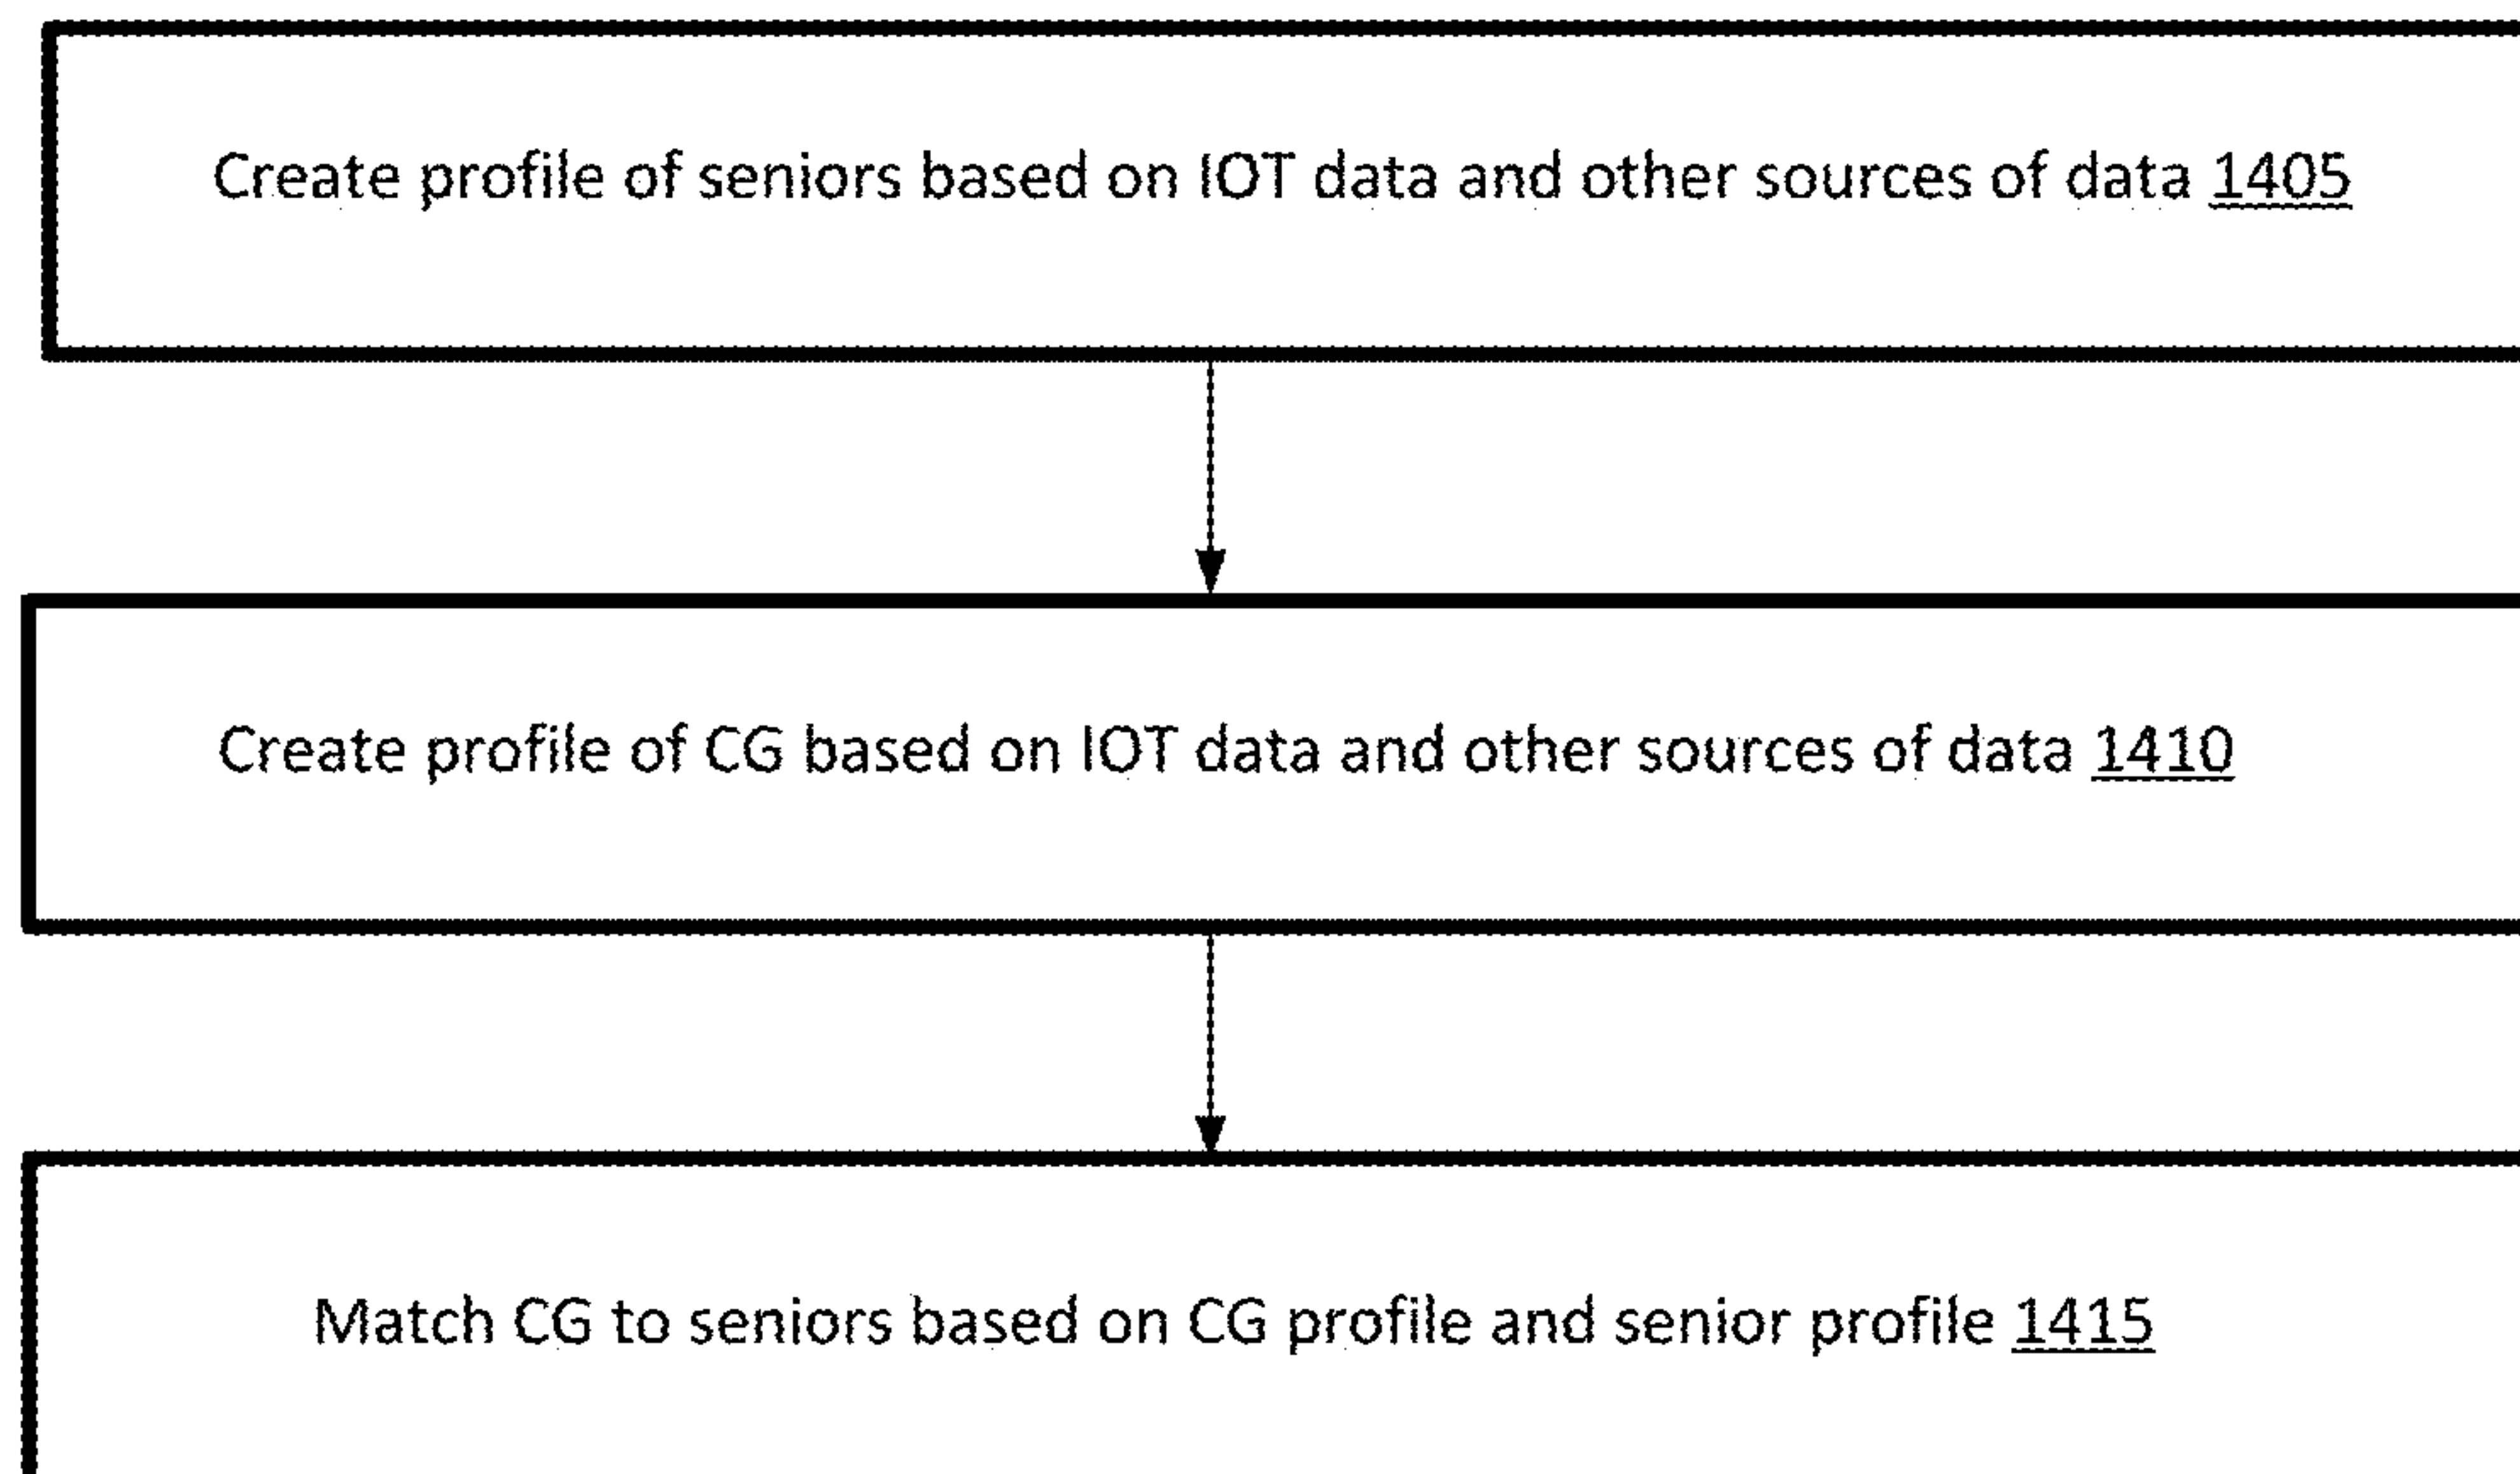 Create profile of seniors based on IOT data and other sources of data 1405
Create profile of CG based on IOT data and other sources of data 1410
Match CG to seniors based on CG profile and senior profile 1415